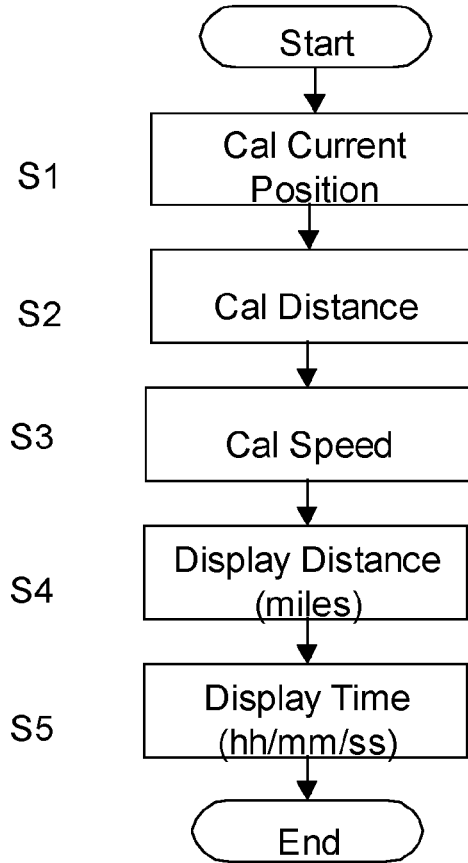 Start
S1
Cal Current
Position
S2
Cal Distance
S3
Cal Speed
S4
Display Distance
(miles)
S5
Display Time
(hh/mm/ss)
End